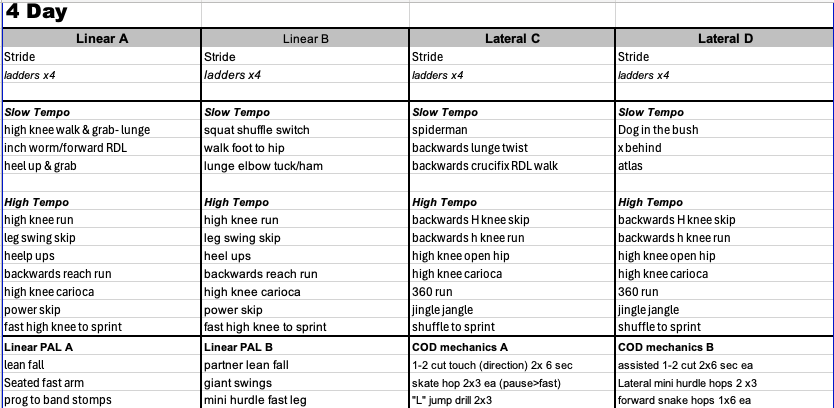 4 Day
Linear A Linear B Lateral C Lateral D
Stride Stride Stride Stride
ladders x4 ladders x4 ladders x4 ladders x4
Slow Tempo Slow Tempo Slow Tempo Slow Tempo
high knee walk & grab- lunge squat shuffle switch spiderman Dog in the bush
inch worm/forward RDL walk foot to hip backwards lunge twist x behind
heel up & grab lunge elbow tuck/ham backwards crucifix RDL walk atlas
High Tempo High Tempo High Tempo High Tempo
high knee run high knee run backwards H knee skip backwards H knee skip
leg swing skip leg swing skip backwards h knee run backwards h knee run
heelp ups heel ups high knee open hip high knee open hip
backwards reach run backwards reach run high knee carioca high knee carioca
high knee carioca high knee carioca 360 run 360 run
power skip power skip jingle jangle jingle jangle
fast high knee to sprint fast high knee to sprint shuffle to sprint shuffle to sprint
Linear PAL A Linear PAL B COD mechanics A COD mechanics B
lean fall partner lean fall 1-2 cut touch (direction) 2x 6 sec assisted 1-2 cut 2x6 sec ea
Seated fast arm giant swings skate hop 2x3 ea (pause>fast) Lateral mini hurdle hops 2 x3
prog to band stomps mini hurdle fast leg "L" jump drill 2x3 forward snake hops 1x6 ea